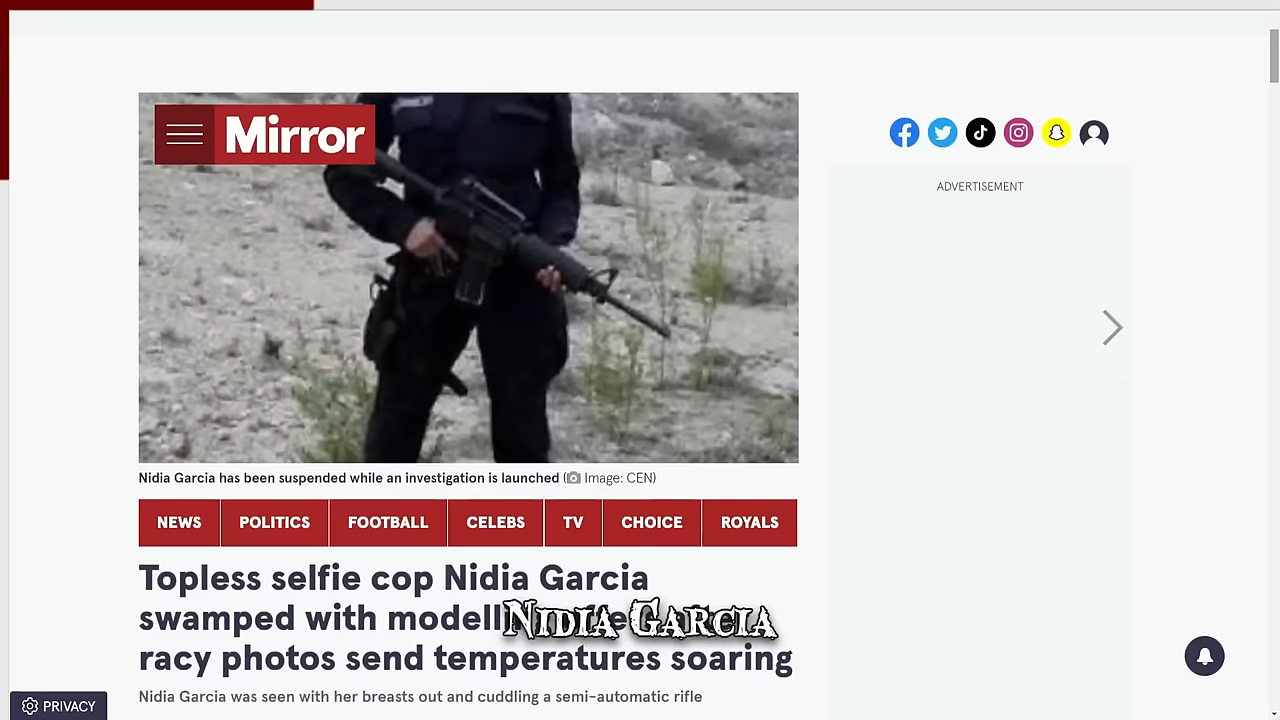 Mirror
ADVERTISEMENT
Nidia Garcia has been suspended while an investigation is launched (Image: CEN)
NEWS POLITICS FOOTBALL CELEBS TV CHOICE ROYALS
Topless selfie cop Nidia Garcia
swamped with
Nidia Garcia
racy photos send temperatures soaring
Nidia Garcia was seen with her breasts out and cuddling a semi-automatic rifle
PRIVACY